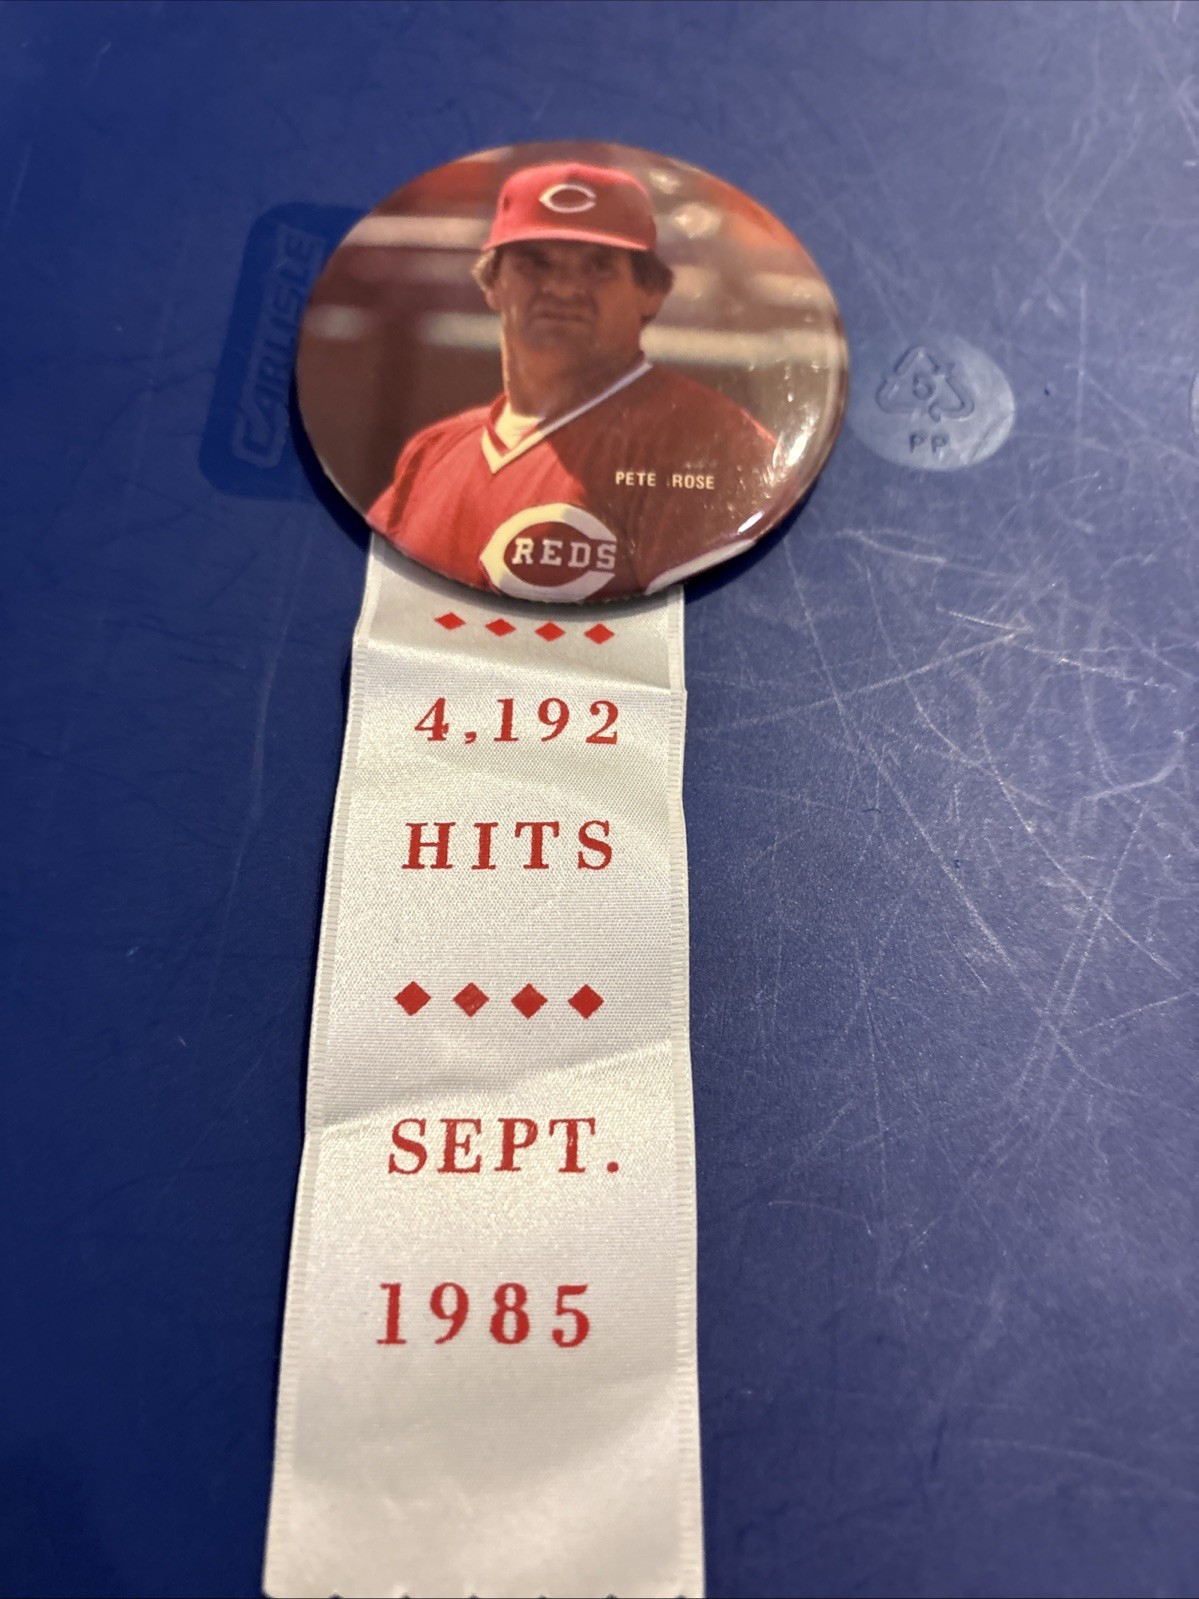 C
CARLISLE
5
PP
PETE ROSE
REDS
4,192
HITS
SEPT.
1985